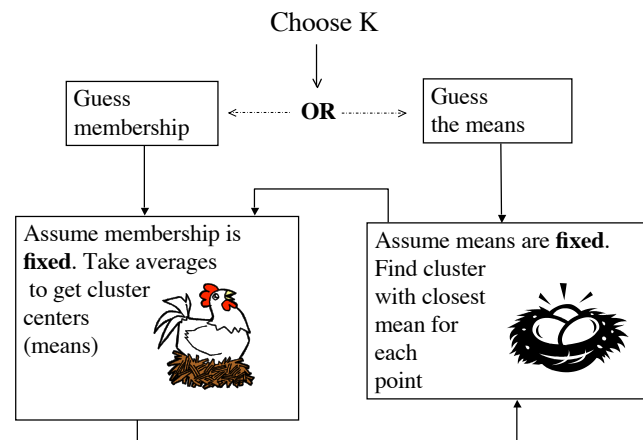 Choose K
Guess
membership
OR
Guess
the means
Assume membership is
fixed. Take averages
to get cluster
centers
(means)
Assume means are fixed.
Find cluster
with closest
mean for
each
point